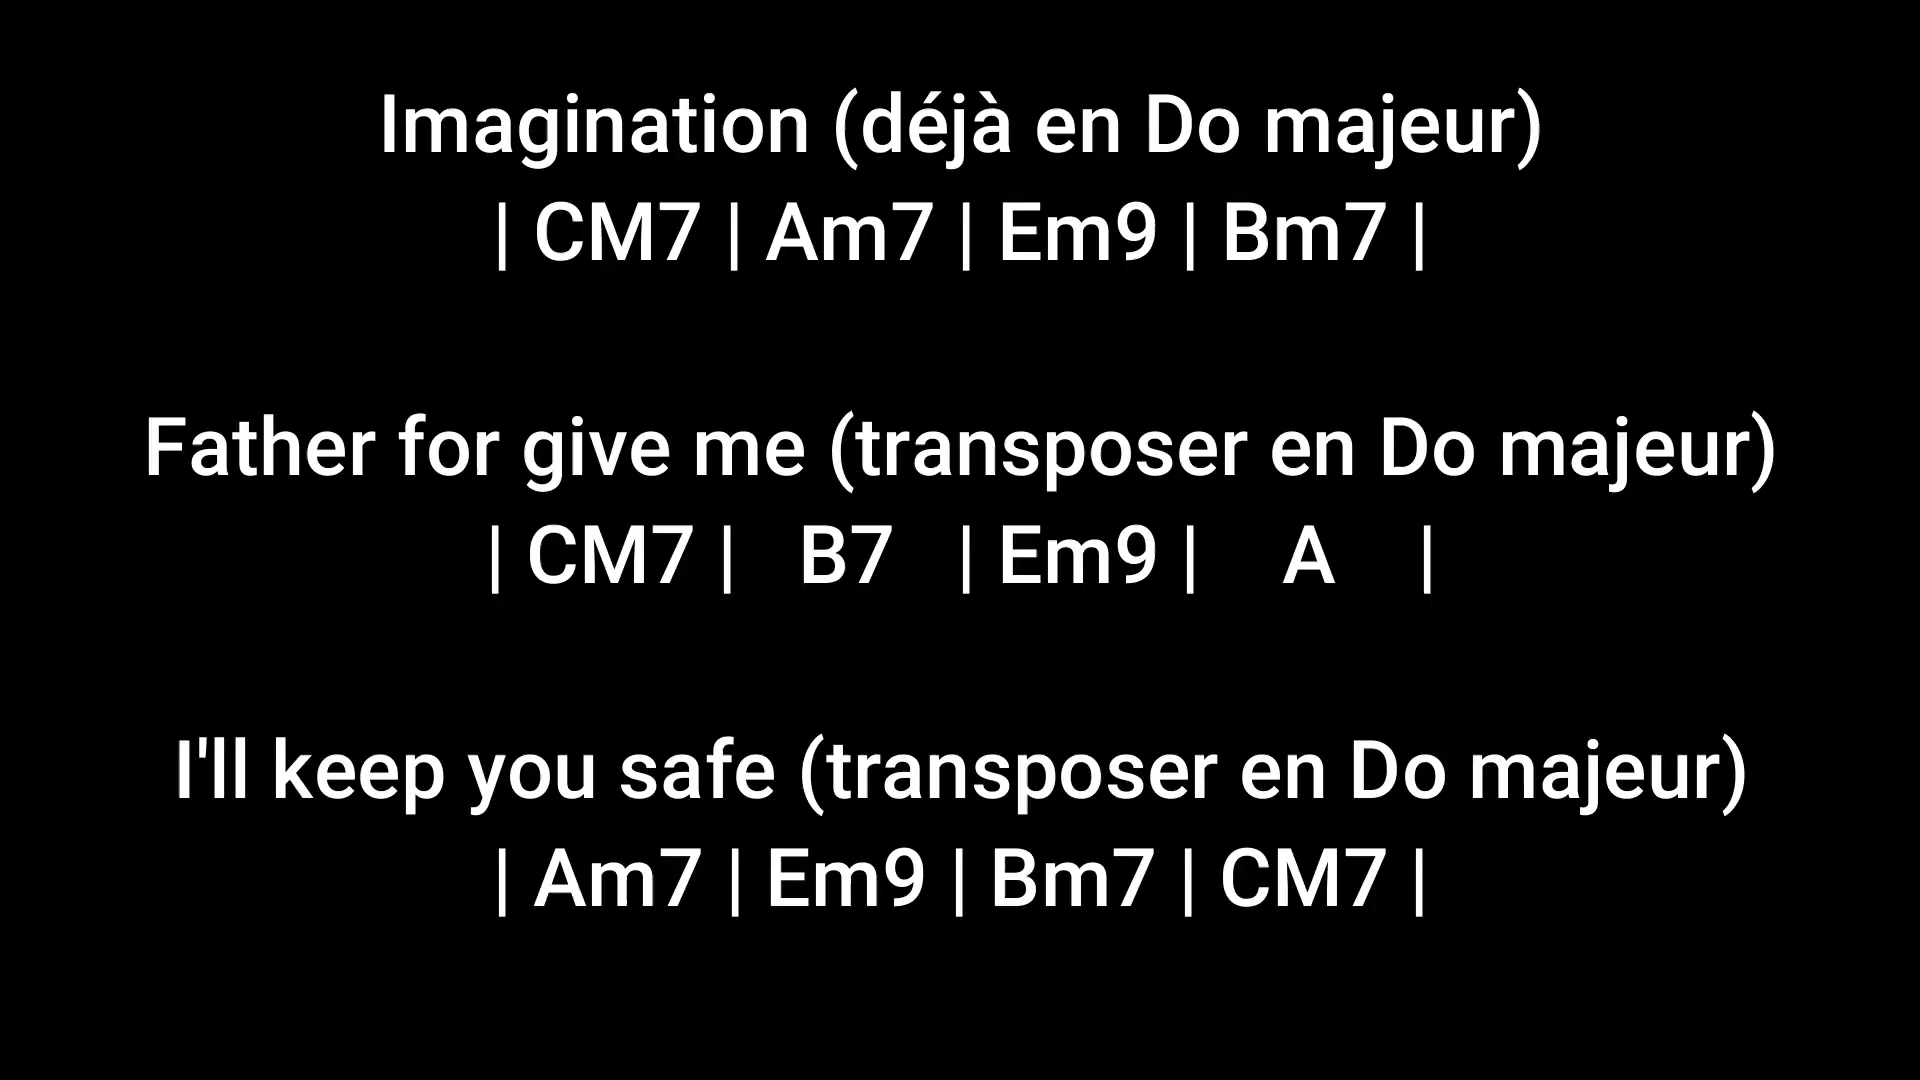 Imagination (déjà en Do majeur)
| CM7 | Am7 | Em9 | Bm7 |
Father for give me (transposer en Do majeur)
| CM7 | B7 | Em9 | A |
I'll keep you safe (transposer en Do majeur)
| Am7 | Em9 | Bm7 | CM7 |